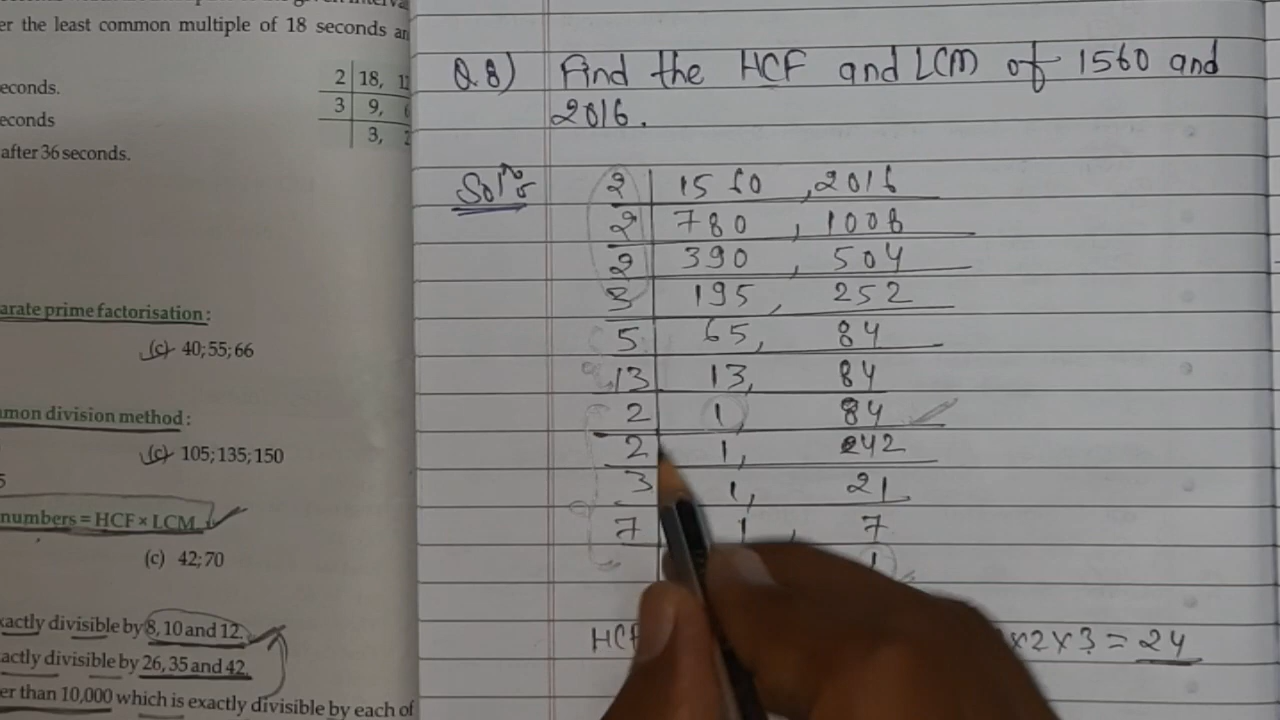 er the least common multiple of 18 seconds
econds.
2 | 18,
econds
3 | 9,
3,
after 36 seconds.
arate prime factorisation :
(c) 40; 55; 66
mon division method :
(c) 105; 135; 150
numbers = HCF × LCM
(c) 42; 70
actly divisible by 8, 10 and 12.
actly divisible by 26, 35 and 42.
er than 10,000 which is exactly divisible by each of
Q.8) Find the HCF and LCM of 1560 and
2016.
Soln
2 | 1560, 2016
2 | 780, 1008
2 | 390, 504
3 | 195, 252
5 | 65, 84
13 | 13, 84
2 | 1, 84
2 | 1, 42
3 | 1, 21
7 | 1, 7
1
HCF ×2×3 = 24